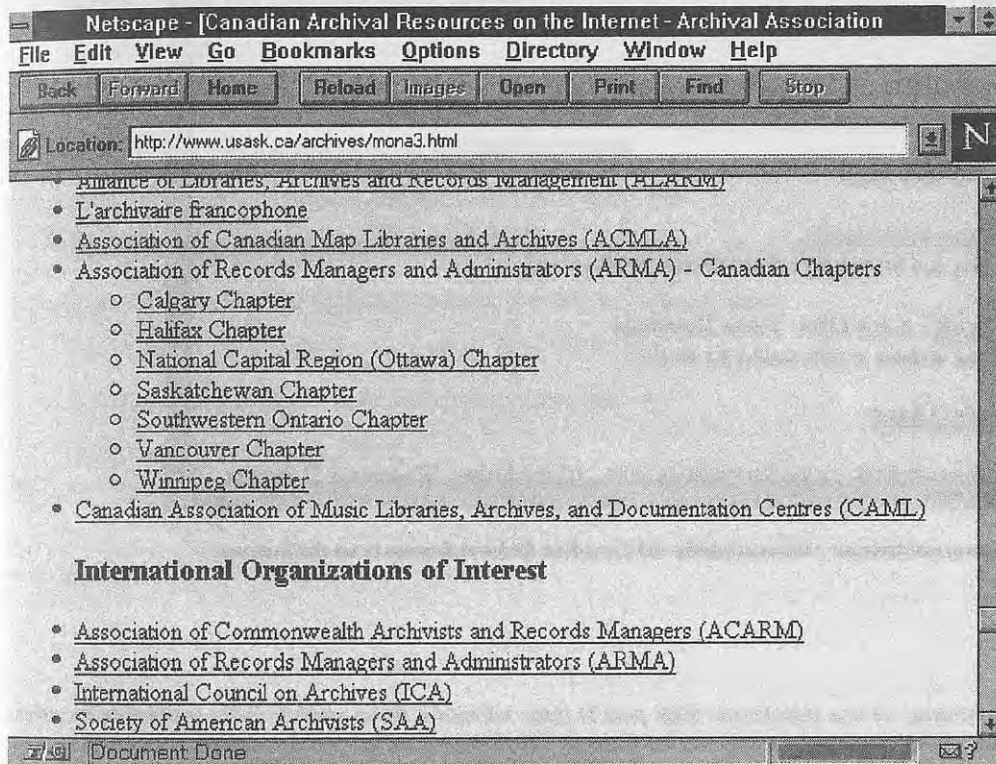 Netscape - [Canadian Archival Resources on the Internet - Archival Association
File Edit View Go Bookmarks Options Directory Window Help
Back Forward Home Reload Images Open Print Find Stop
Location: http://www.usask.ca/archives/mona3.html N
Alliance of Libraries, Archives and Records Management (ALARM)
L'archivaire francophone
Association of Canadian Map Libraries and Archives (ACMLA)
Association of Records Managers and Administrators (ARMA) - Canadian Chapters
Calgary Chapter
Halifax Chapter
National Capital Region (Ottawa) Chapter
Saskatchewan Chapter
Southwestern Ontario Chapter
Vancouver Chapter
Winnipeg Chapter
Canadian Association of Music Libraries, Archives, and Documentation Centres (CAML)
International Organizations of Interest
Association of Commonwealth Archivists and Records Managers (ACARM)
Association of Records Managers and Administrators (ARMA)
International Council on Archives (ICA)
Society of American Archivists (SAA)
Document Done